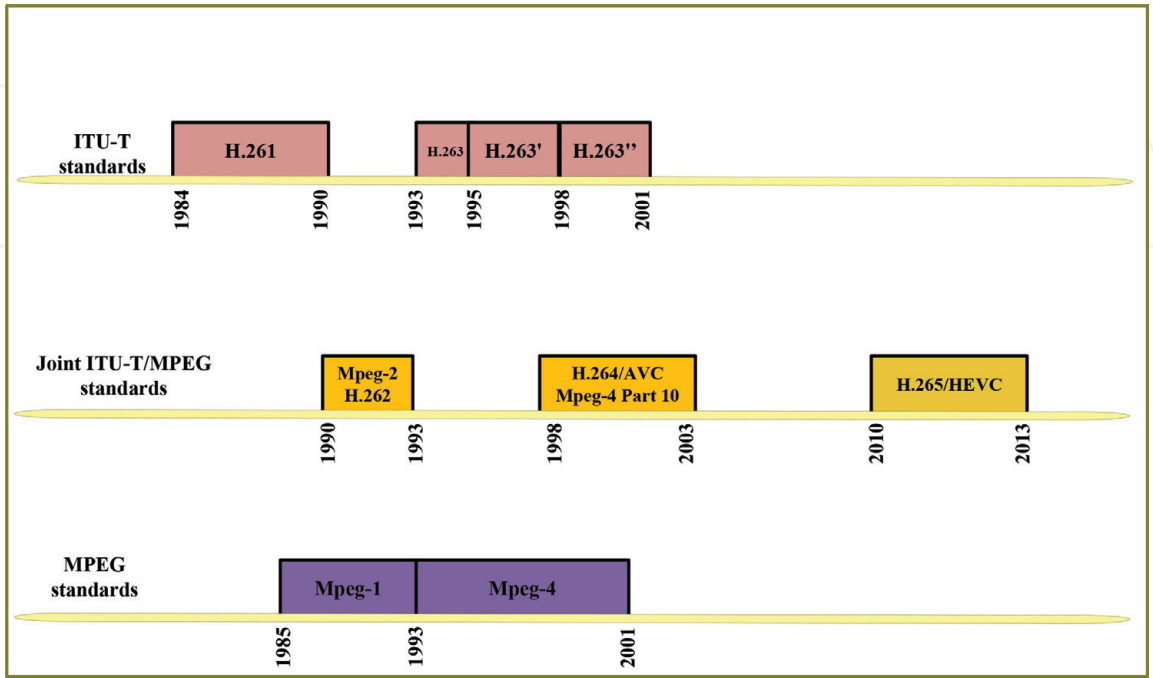 ITU-T
standards
H.261
H.263
H.263'
H.263''
1984
1990
1993
1995
1998
2001
Joint ITU-T/MPEG
standards
Mpeg-2
H.262
H.264/AVC
Mpeg-4 Part 10
H.265/HEVC
1990
1993
1998
2003
2010
2013
MPEG
standards
Mpeg-1
Mpeg-4
1985
1993
2001